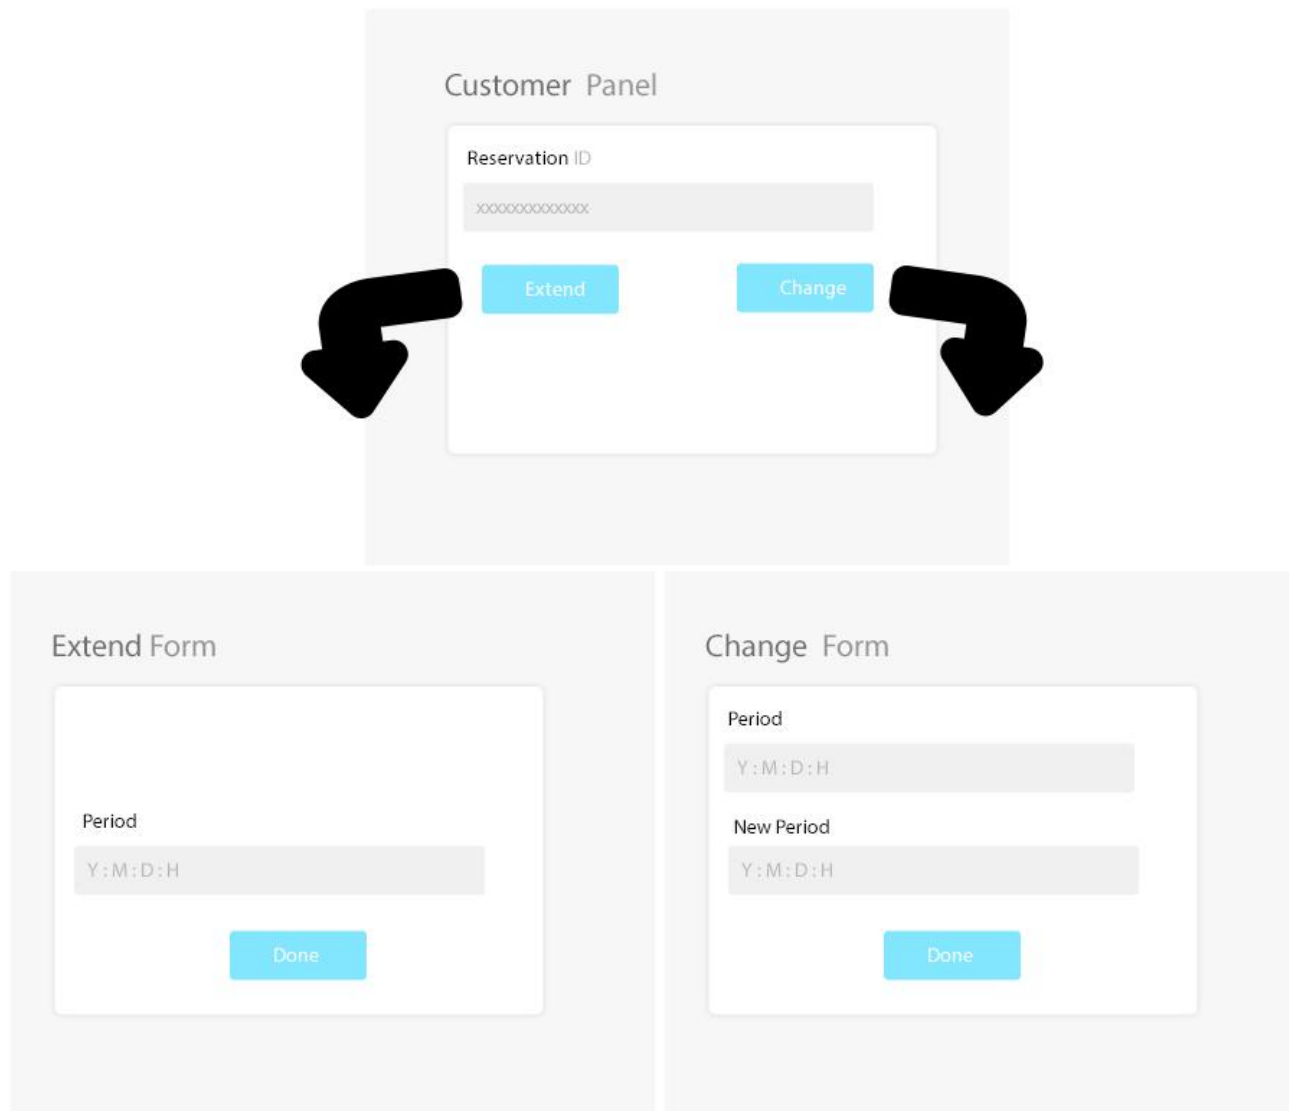 Customer Panel
Reservation ID
xxxxxxxxxxxxx
Extend
Change
Extend Form
Period
Y : M : D : H
Done
Change Form
Period
Y : M : D : H
New Period
Y : M : D : H
Done